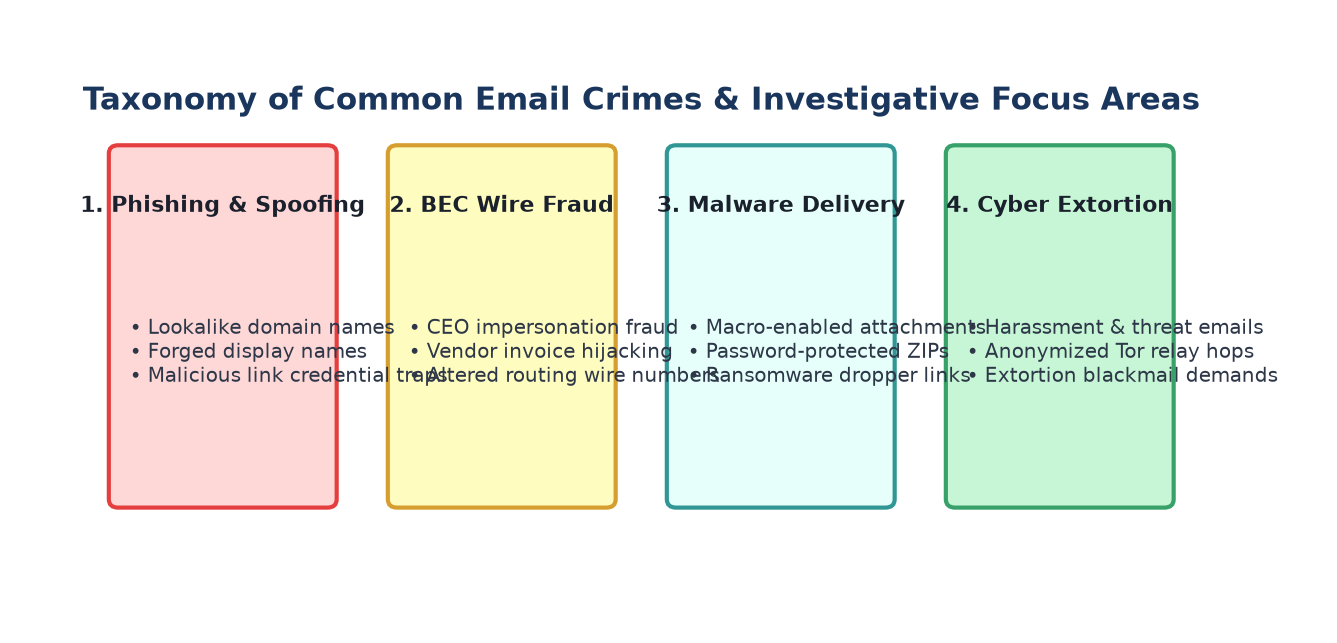 Taxonomy of Common Email Crimes & Investigative Focus Areas
1. Phishing & Spoofing
• Lookalike domain names
• Forged display names
• Malicious link credential traps
2. BEC Wire Fraud
• CEO impersonation fraud
• Vendor invoice hijacking
• Altered routing wire numbers
3. Malware Delivery
• Macro-enabled attachments
• Password-protected ZIPs
• Ransomware dropper links
4. Cyber Extortion
• Harassment & threat emails
• Anonymized Tor relay hops
• Extortion blackmail demands